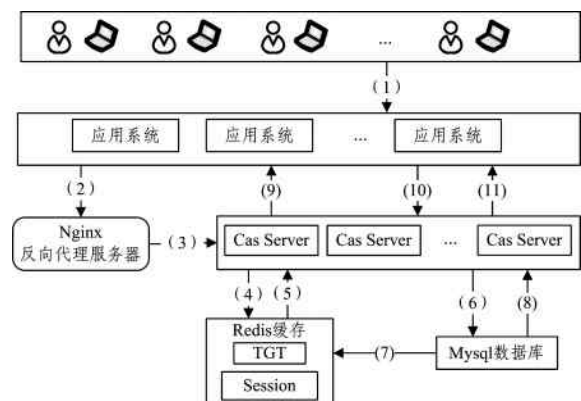 ...
(1)
应用系统 应用系统 ... 应用系统
(2) (9) (10) (11)
Nginx
反向代理服务器
(3)
Cas Server Cas Server ... Cas Server
(4) (5) (6) (8)
Redis缓存
TGT
Session
(7)
Mysql数据库